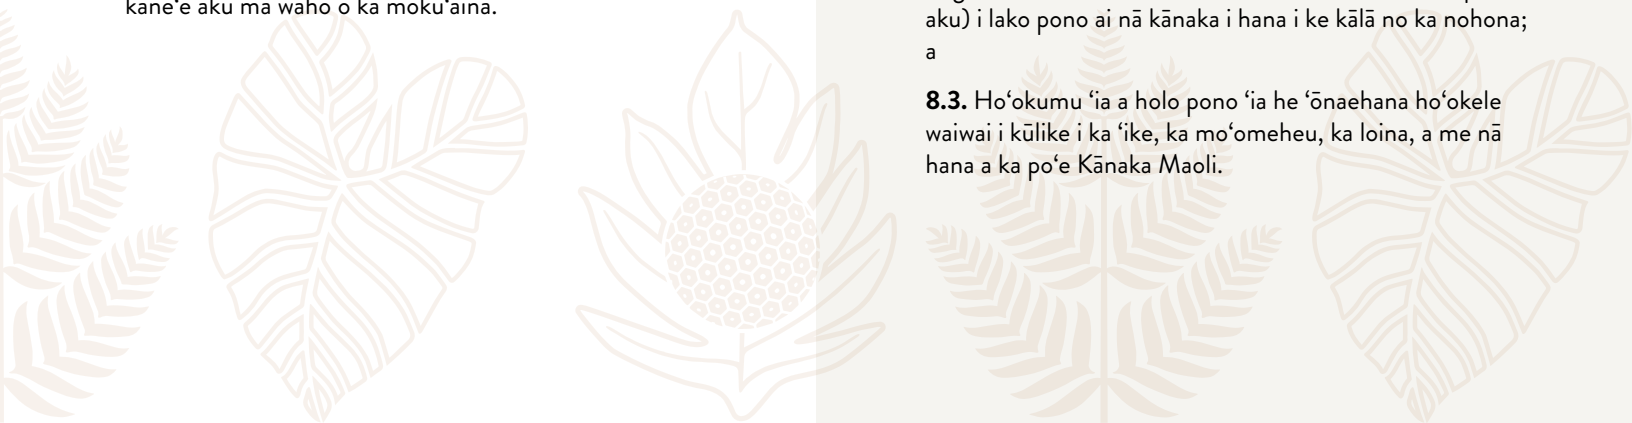 kaneʻe aku ma waho o ka mokuʻāina.
aku) i lako pono ai nā kānaka i hana i ke kālā no ka nohona;
a
8.3. Hoʻokumu ʻia a holo pono ʻia he ʻōnaehana hoʻokele
waiwai i kūlike i ka ʻike, ka moʻomeheu, ka loina, a me nā
hana a ka poʻe Kānaka Maoli.